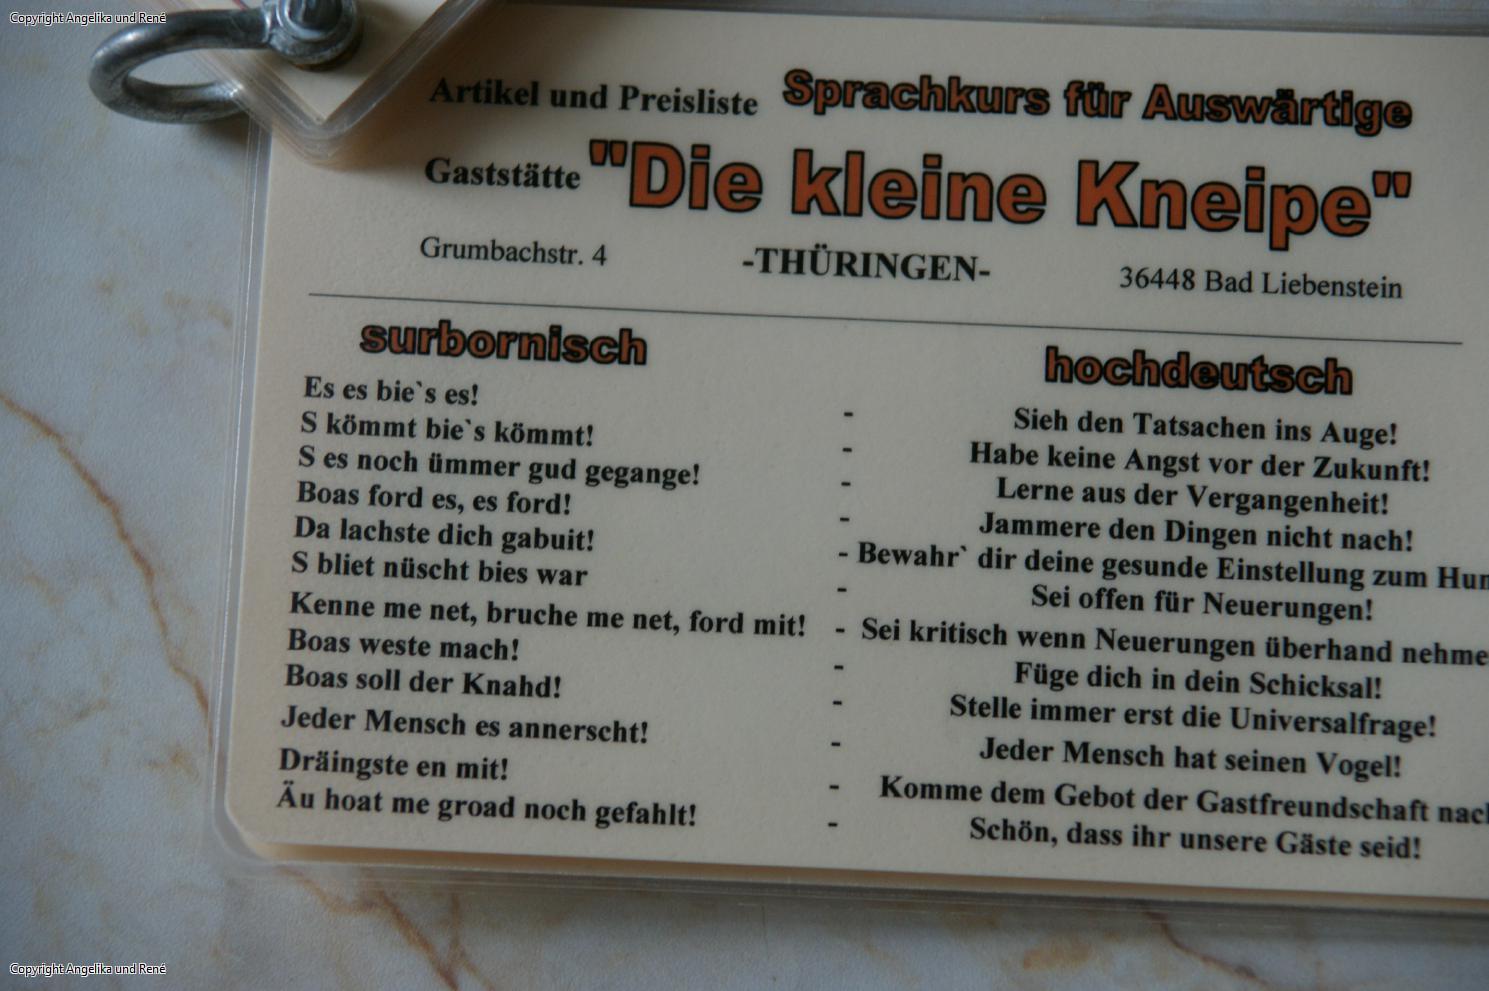 Copyright Angelika und René
Artikel und Preisliste Sprachkurs für Auswärtige
Gaststätte "Die kleine Kneipe"
Grumbachstr. 4 -THÜRINGEN- 36448 Bad Liebenstein
surbornisch hochdeutsch
Es es bie`s es! - Sieh den Tatsachen ins Auge!
S kömmt bie`s kömmt! - Habe keine Angst vor der Zukunft!
S es noch ümmer gud gegange! - Lerne aus der Vergangenheit!
Boas ford es, es ford! - Jammere den Dingen nicht nach!
Da lachste dich gabuit! - Bewahr` dir deine gesunde Einstellung zum
S bliet nüscht bies war - Sei offen für Neuerungen!
Kenne me net, bruche me net, ford mit! - Sei kritisch wenn Neuerungen überhand nehme
Boas weste mach! - Füge dich in dein Schicksal!
Boas soll der Knahd! - Stelle immer erst die Universalfrage!
Jeder Mensch es annerscht! - Jeder Mensch hat seinen Vogel!
Dräingste en mit! - Komme dem Gebot der Gastfreundschaft nach
Äu hoat me groad noch gefahlt! - Schön, dass ihr unsere Gäste seid!
Copyright Angelika und René